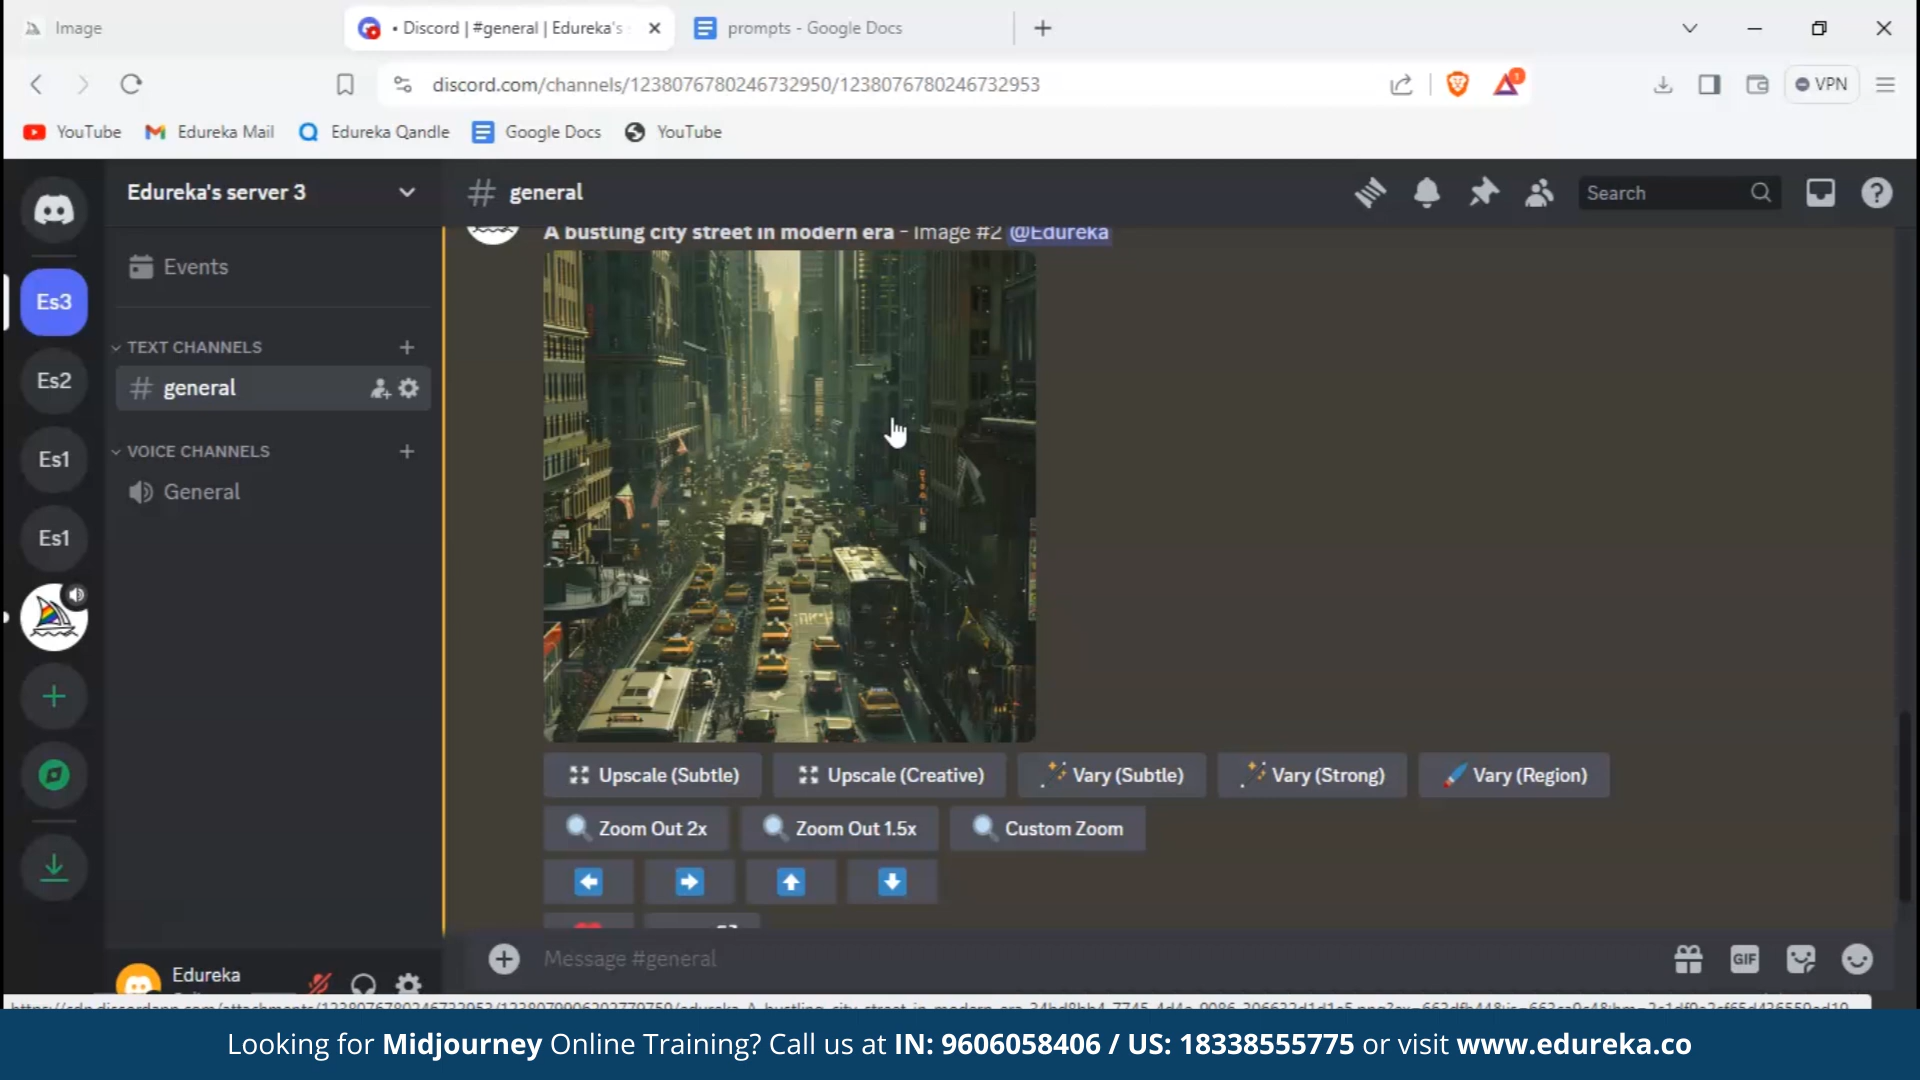 Image
• Discord | #general | Edureka's
prompts - Google Docs
discord.com/channels/1238076780246732950/1238076780246732953
1
VPN
YouTube
Edureka Mail
Edureka Qandle
Google Docs
YouTube
Edureka's server 3
# general
Search
A bustling city street in modern era - Image #2 @Edureka
Events
Es3
TEXT CHANNELS
Es2
# general
VOICE CHANNELS
Es1
General
Es1
Upscale (Subtle)
Upscale (Creative)
Vary (Subtle)
Vary (Strong)
Vary (Region)
Zoom Out 2x
Zoom Out 1.5x
Custom Zoom
Message #general
GIF
Edureka
Looking for Midjourney Online Training? Call us at IN: 9606058406 / US: 18338555775 or visit www.edureka.co